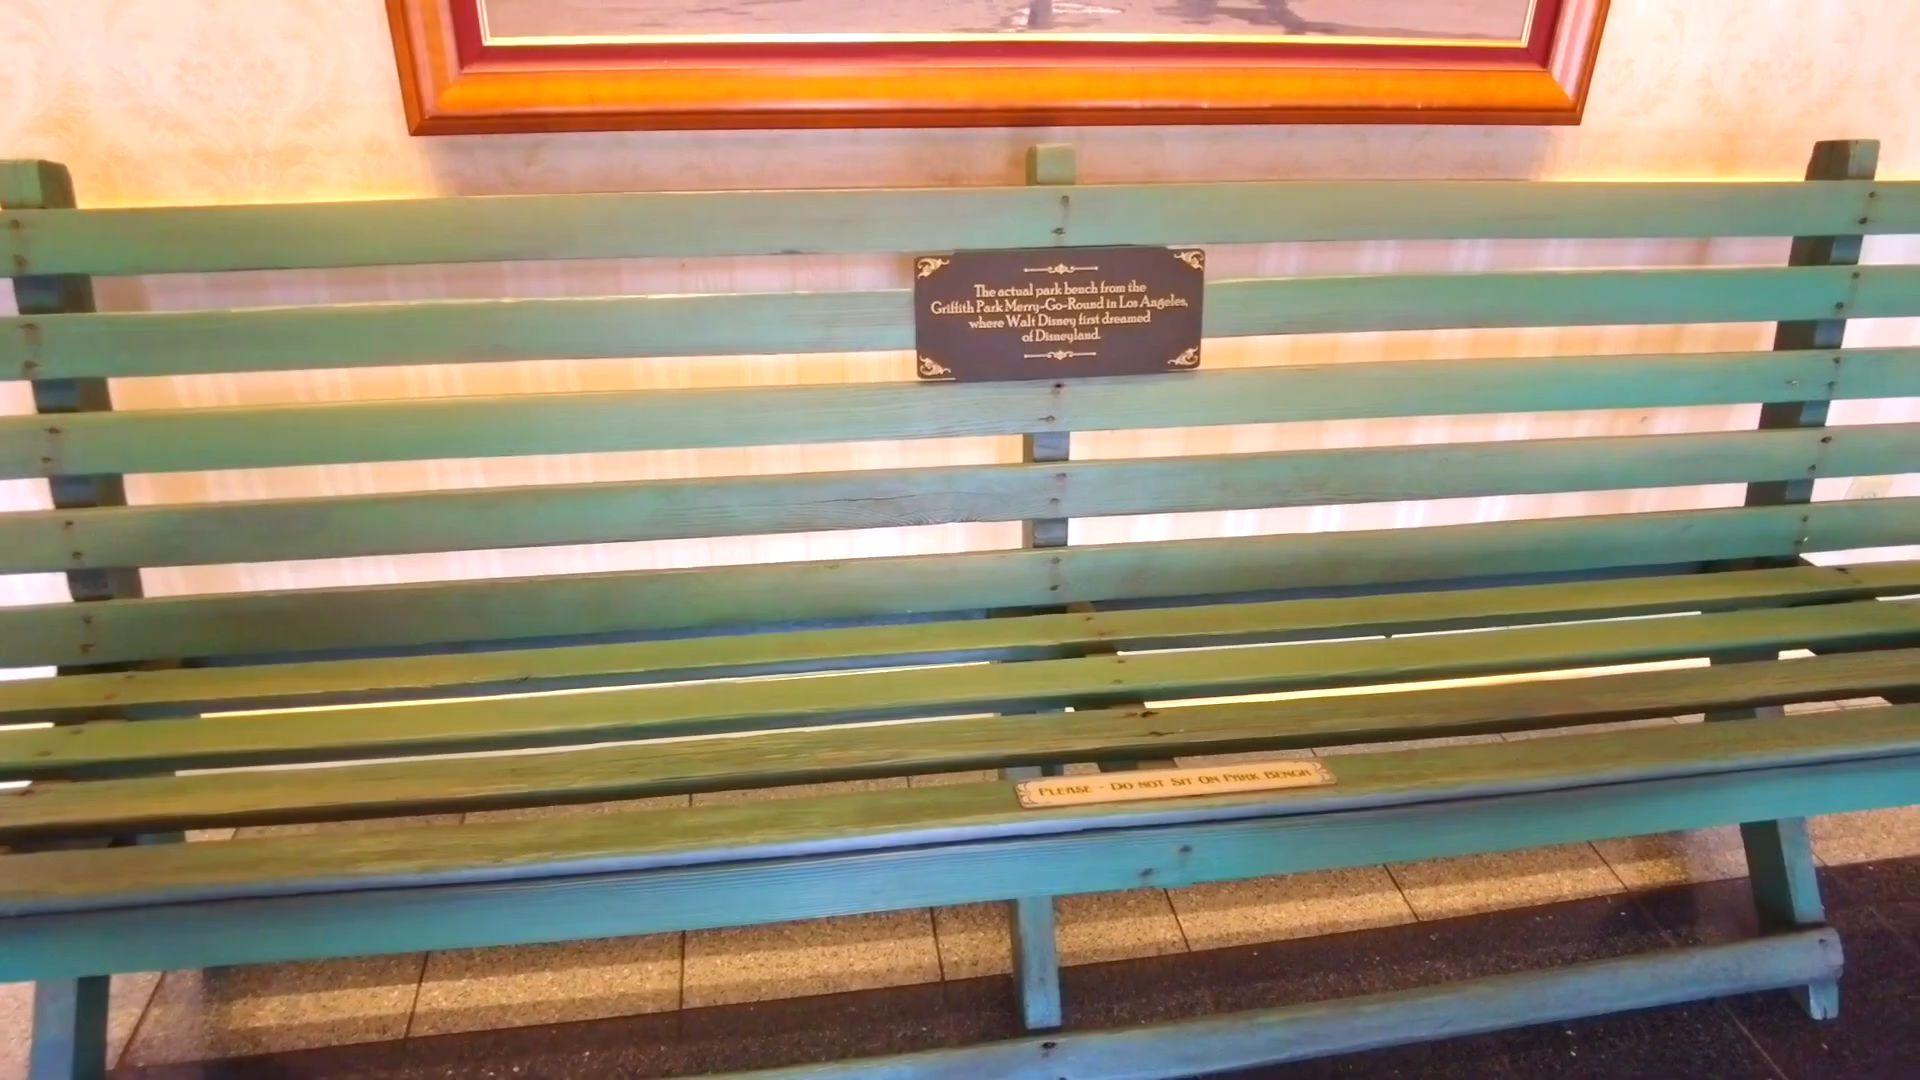 The actual park bench from the
Griffith Park Merry-Go-Round in Los Angeles,
where Walt Disney first dreamed
of Disneyland.
PLEASE - DO NOT SIT ON PARK BENCH